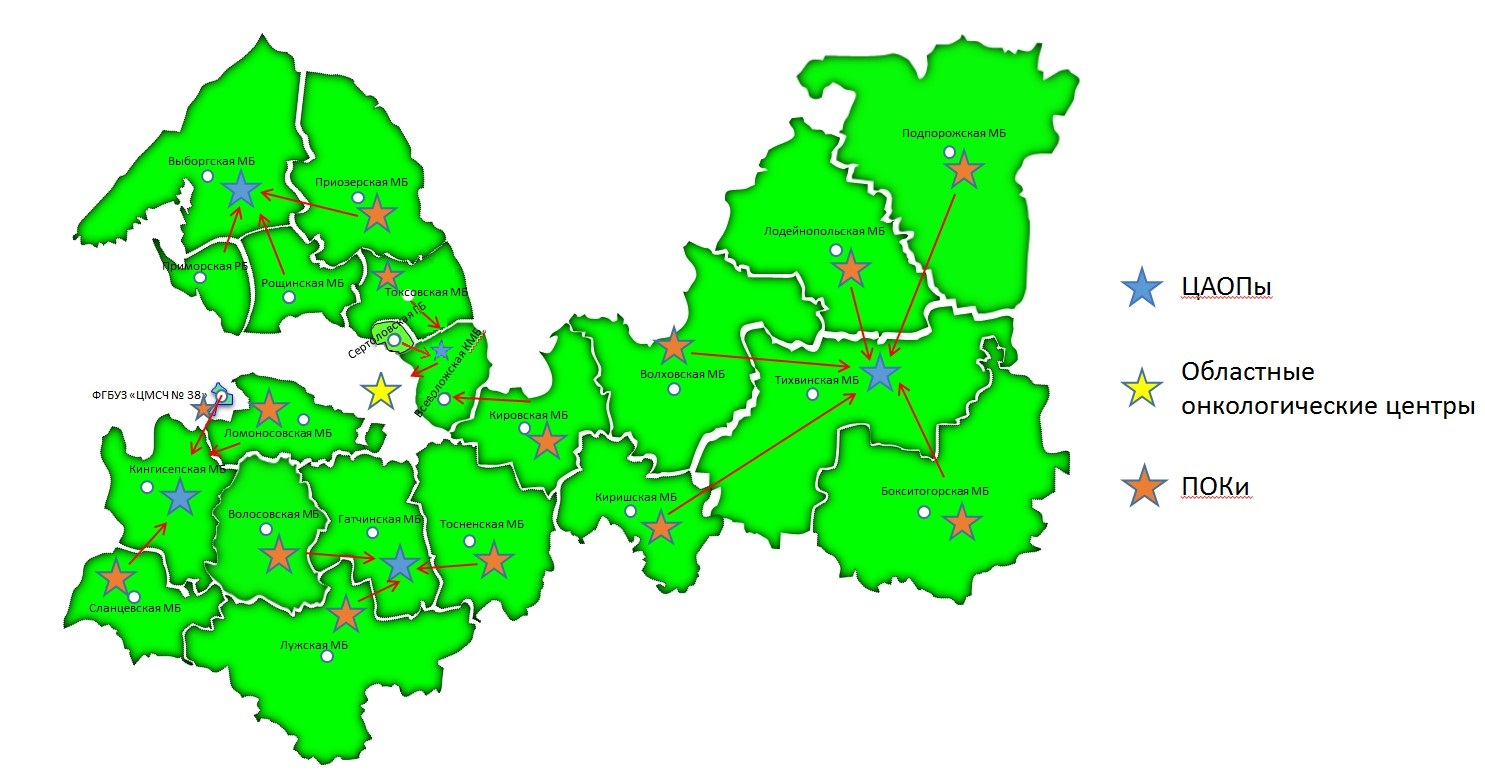 Подпорожская МБ
Выборгская МБ
Приозерская МБ
Лодейнопольская МБ
Приморская РБ
Рощинская МБ
Токсовская МБ
Сертоловская ГБ
Всеволожская КМБ
ЦАОПы
Волховская МБ
Тихвинская МБ
Областные
онкологические центры
ФГБУЗ «ЦМСЧ № 38»
Кировская МБ
Ломоносовская МБ
Кингисепская МБ
ПОКи
Бокситогорская МБ
Киришская МБ
Волосовская МБ
Гатчинская МБ
Тосненская МБ
Сланцевская МБ
Лужская МБ